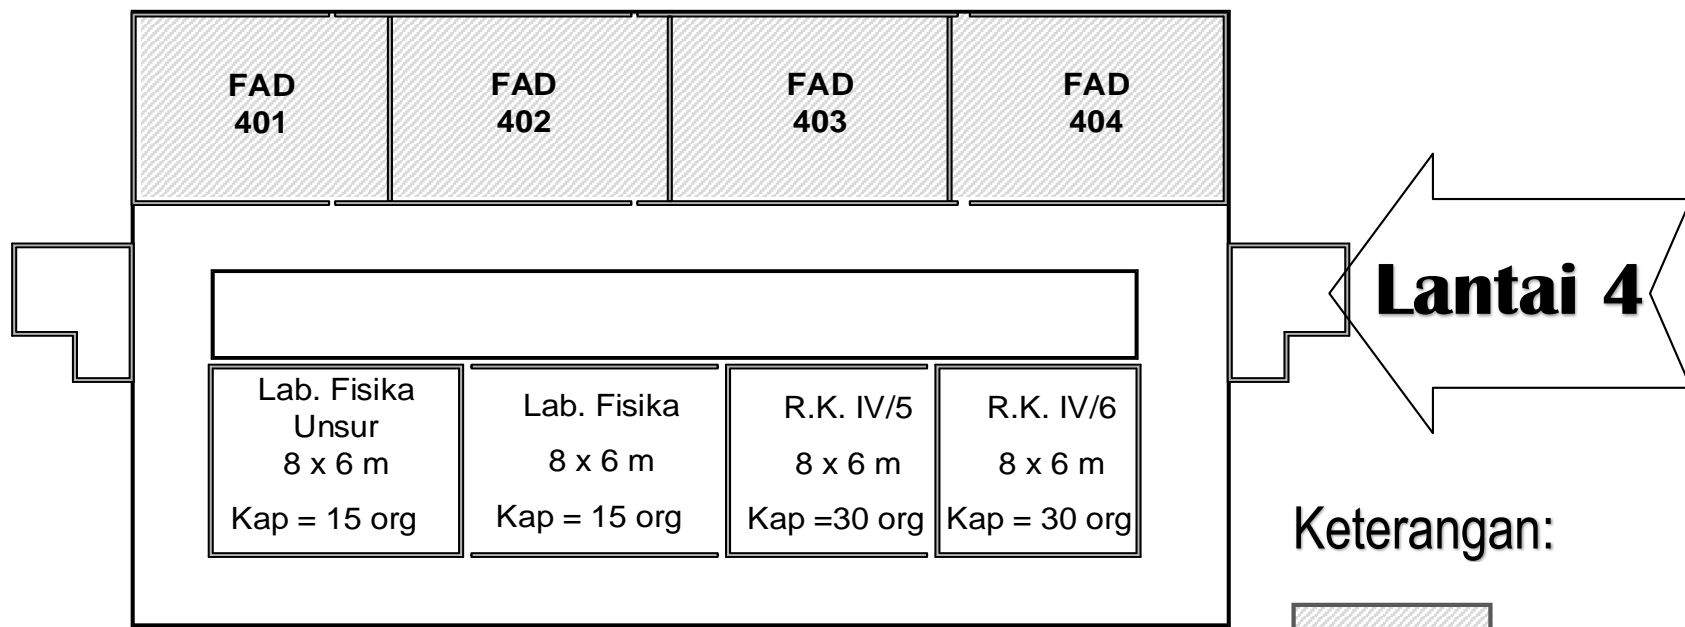 FAD
401
FAD
402
FAD
403
FAD
404
Lantai 4
Lab. Fisika
Unsur
8 x 6 m
Kap = 15 org
Lab. Fisika
8 x 6 m
Kap = 15 org
R.K. IV/5
8 x 6 m
Kap =30 org
R.K. IV/6
8 x 6 m
Kap = 30 org
Keterangan: